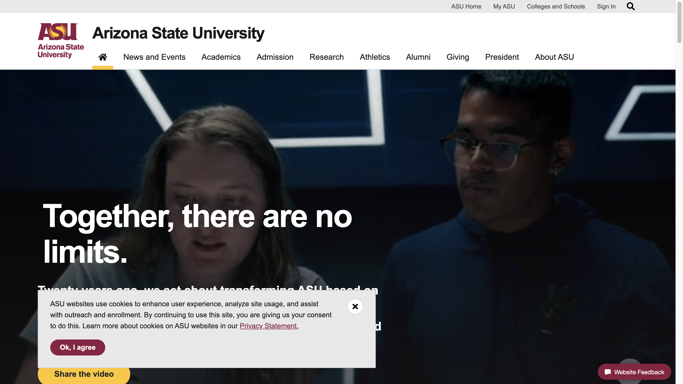 ASU Home My ASU Colleges and Schools Sign In
ASU
Arizona State
University
Arizona State University
News and Events Academics Admission Research Athletics Alumni Giving President About ASU
Together, there are no
limits.
Twenty years ago, we set about transforming ASU based on
ASU websites use cookies to enhance user experience, analyze site usage, and assist
with outreach and enrollment. By continuing to use this site, you are giving us your consent
to do this. Learn more about cookies on ASU websites in our Privacy Statement.
Ok, I agree
Share the video
Website Feedback